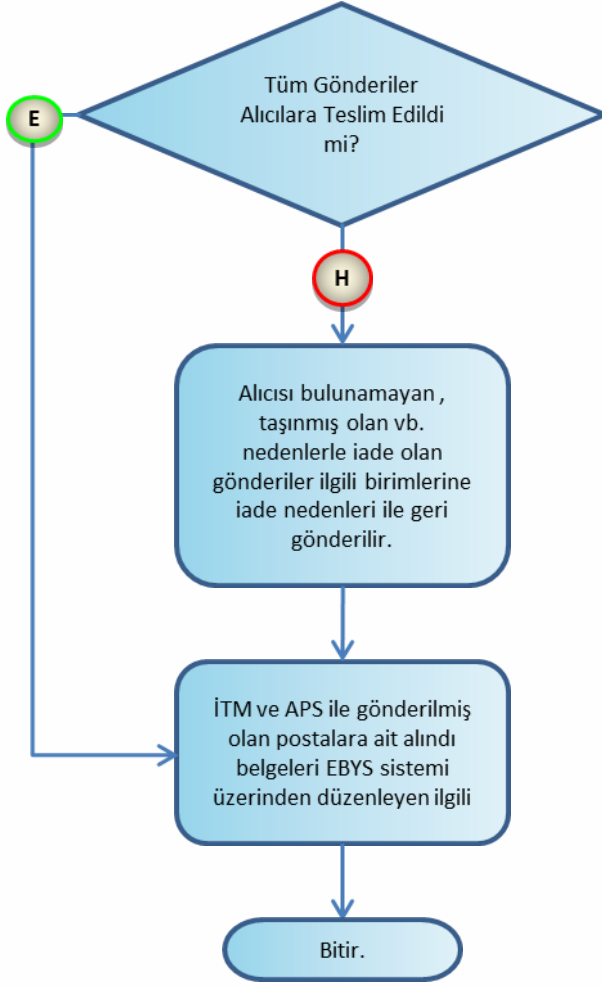 Tüm Gönderiler
Alıcılara Teslim Edildi
mi?
E
H
Alıcısı bulunamayan ,
taşınmış olan vb.
nedenlerle iade olan
gönderiler ilgili birimlerine
iade nedenleri ile geri
gönderilir.
İTM ve APS ile gönderilmiş
olan postalara ait alındı
belgeleri EBYS sistemi
üzerinden düzenleyen ilgili
Bitir.